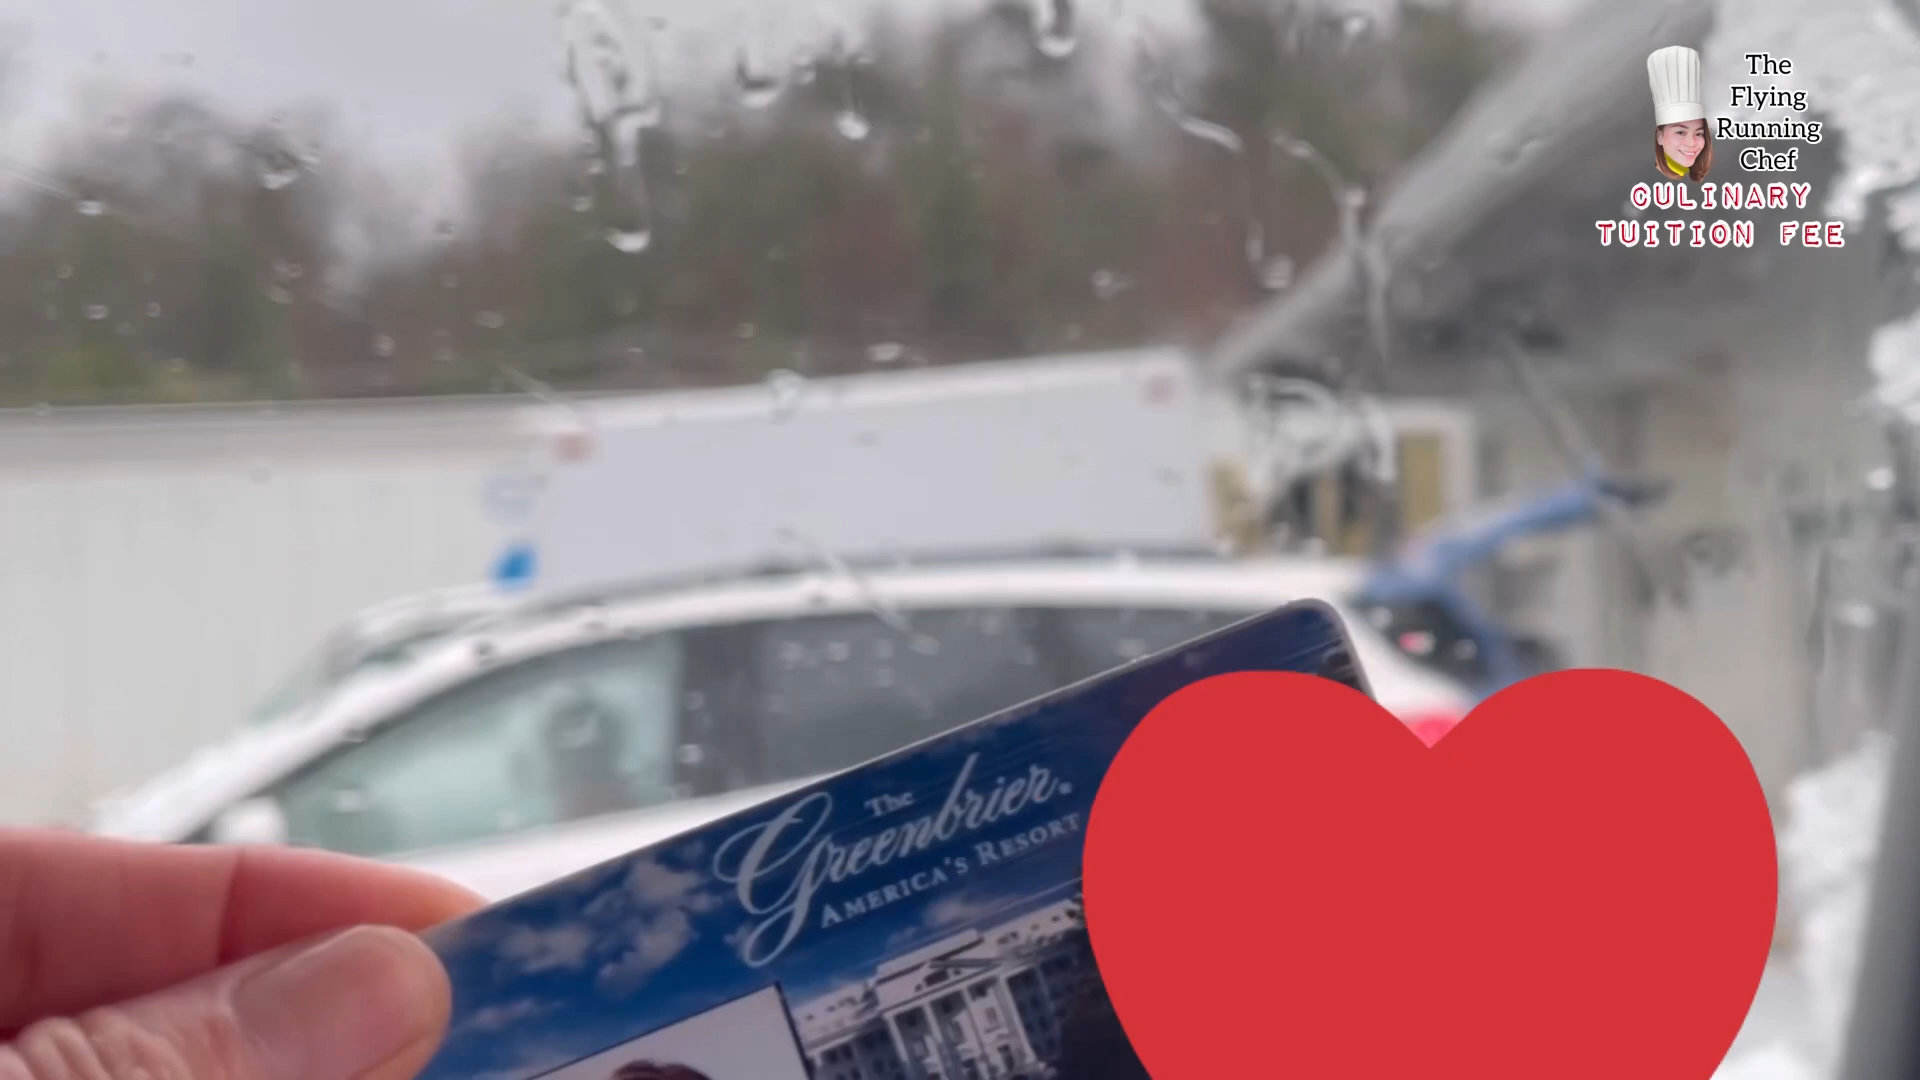 The
Flying
Running
Chef
CULINARY
TUITION FEE
The
Greenbrier.
AMERICA'S RESORT